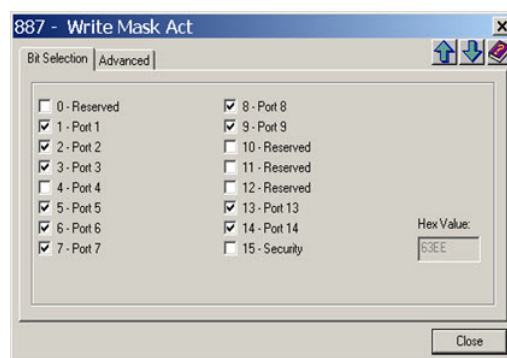 887 - Write Mask Act
Bit Selection
Advanced
0 - Reserved
1 - Port 1
2 - Port 2
3 - Port 3
4 - Port 4
5 - Port 5
6 - Port 6
7 - Port 7
8 - Port 8
9 - Port 9
10 - Reserved
11 - Reserved
12 - Reserved
13 - Port 13
14 - Port 14
15 - Security
Hex Value:
63EE
Close